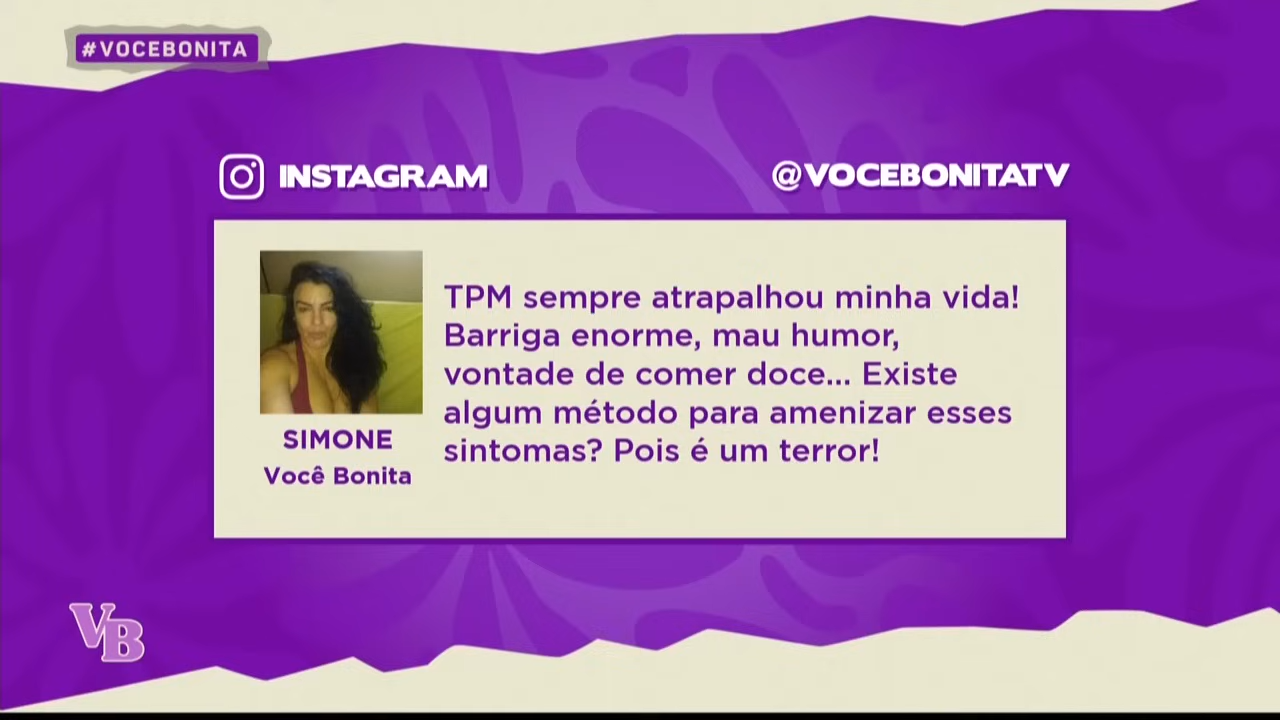 #VOCEBONITA
INSTAGRAM
@VOCEBONITATV
TPM sempre atrapalhou minha vida!
Barriga enorme, mau humor,
vontade de comer doce... Existe
algum método para amenizar esses
sintomas? Pois é um terror!
SIMONE
Você Bonita
VB